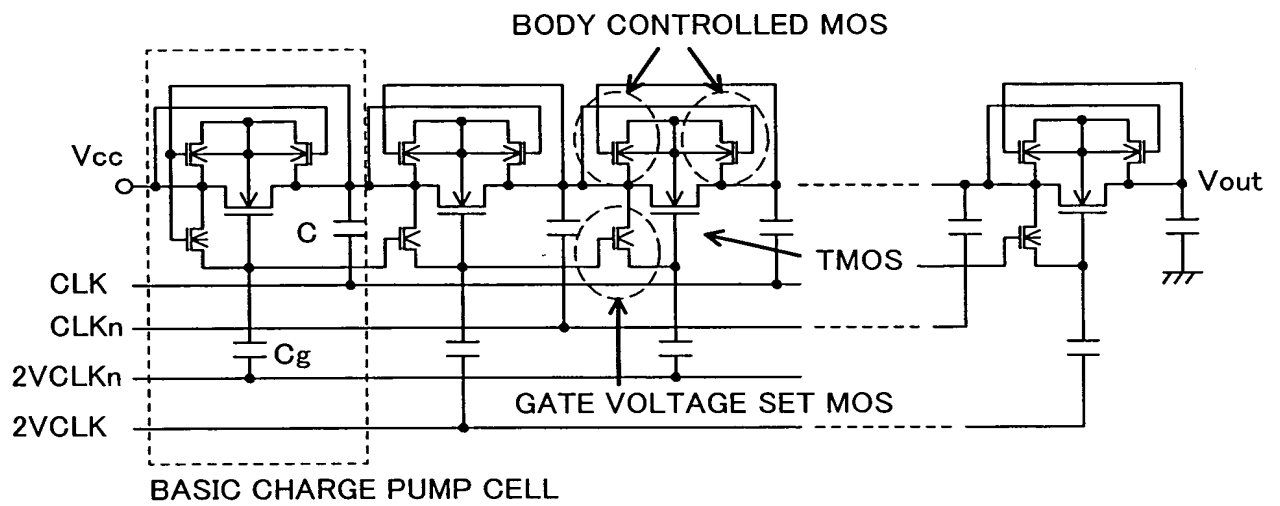 BODY CONTROLLED MOS
Vcc
Vout
C
TMOS
CLK
CLKn
Cg
2VCLKn
GATE VOLTAGE SET MOS
2VCLK
BASIC CHARGE PUMP CELL